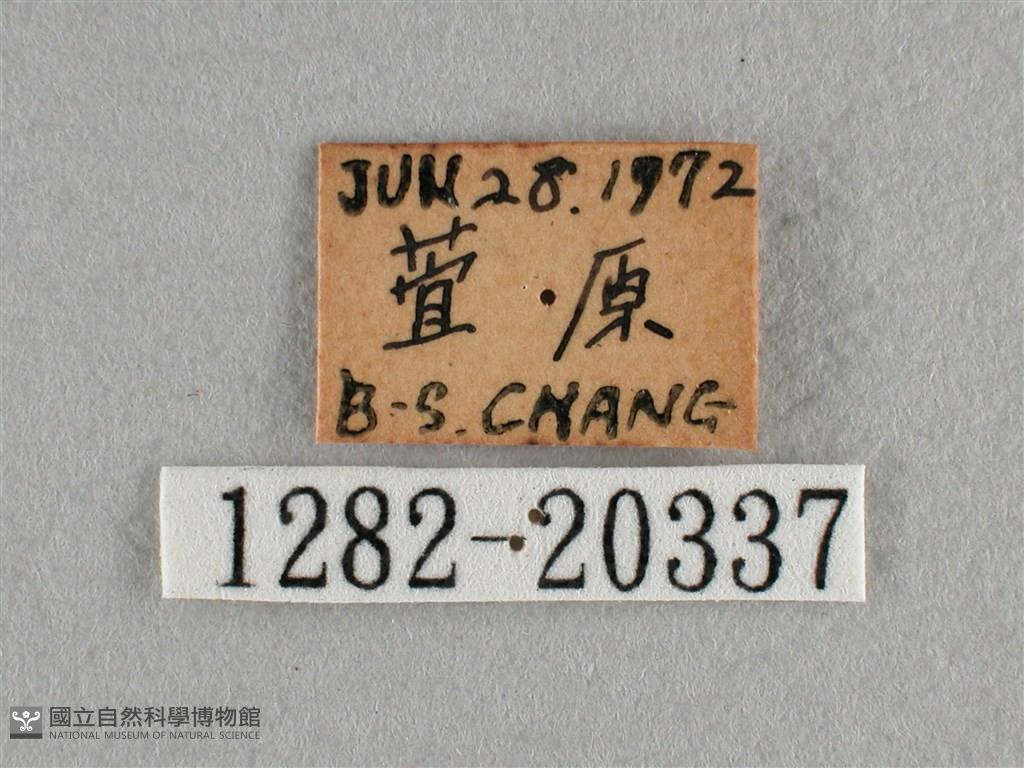 JUN 28. 1972
萱原
B-S. CHANG
1282-20337
國立自然科學博物館
NATIONAL MUSEUM OF NATURAL SCIENCE